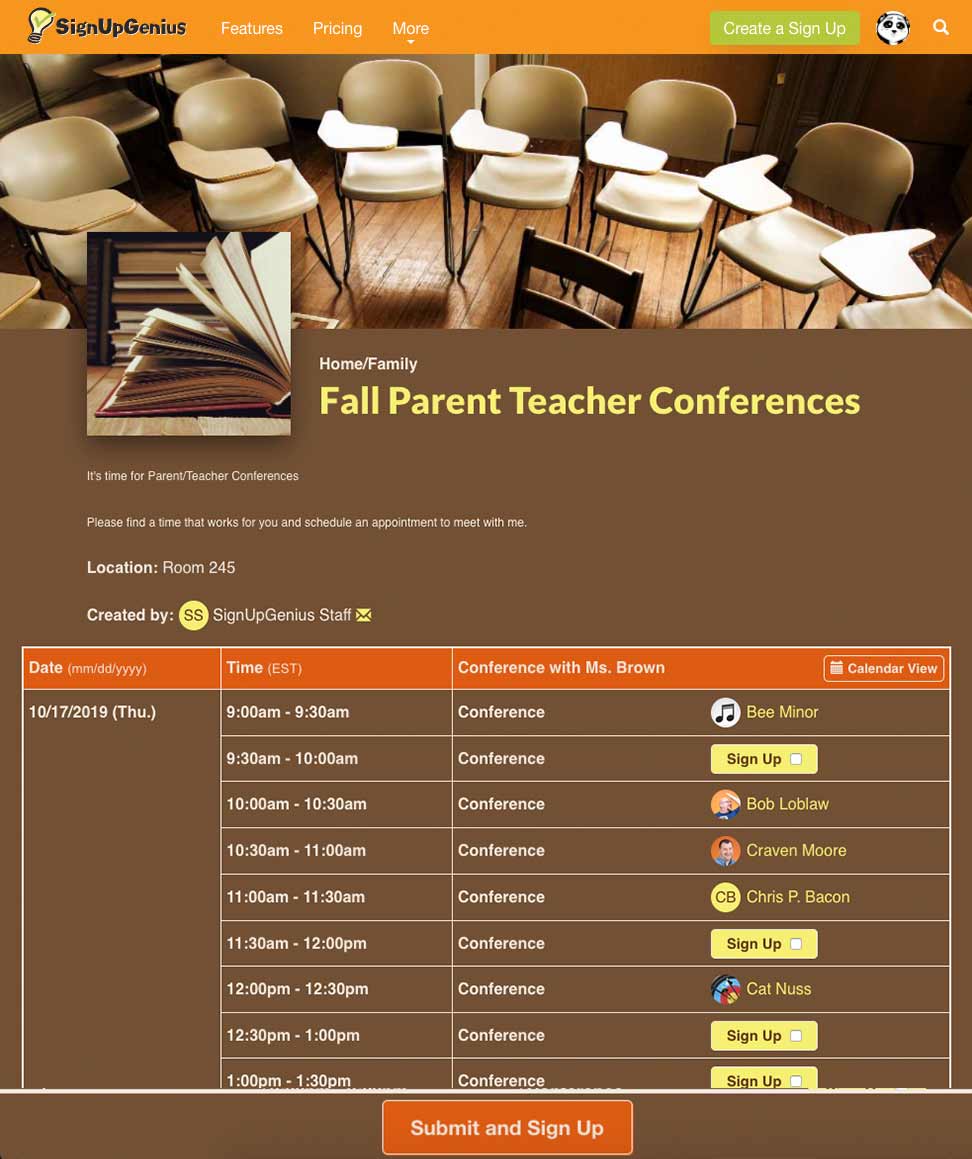 SignUpGenius Features Pricing More Create a Sign Up
Home/Family
Fall Parent Teacher Conferences
It's time for Parent/Teacher Conferences
Please find a time that works for you and schedule an appointment to meet with me.
Location: Room 245
Created by: SS SignUpGenius Staff
Date (mm/dd/yyyy) Time (EST) Conference with Ms. Brown Calendar View
10/17/2019 (Thu.) 9:00am - 9:30am Conference Bee Minor
9:30am - 10:00am Conference Sign Up
10:00am - 10:30am Conference Bob Loblaw
10:30am - 11:00am Conference Craven Moore
11:00am - 11:30am Conference CB Chris P. Bacon
11:30am - 12:00pm Conference Sign Up
12:00pm - 12:30pm Conference Cat Nuss
12:30pm - 1:00pm Conference Sign Up
1:00pm - 1:30pm Conference Sign Up
Submit and Sign Up